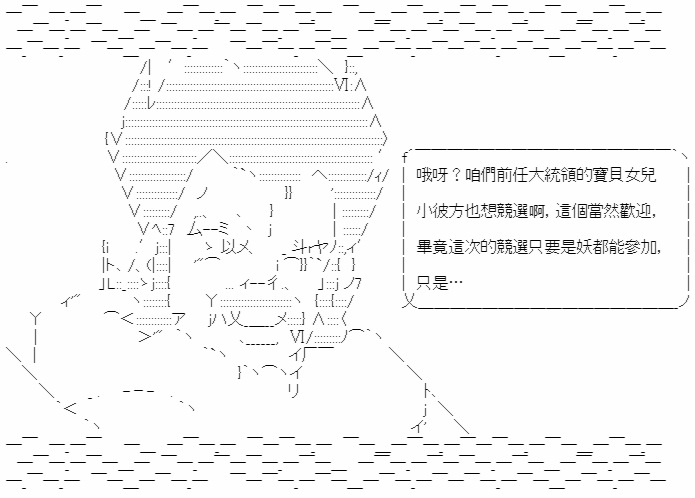 哦呀？咱們前任大統領的寶貝女兒
小彼方也想競選啊，這個當然歡迎，
畢竟這次的競選只要是妖都能參加，
只是…